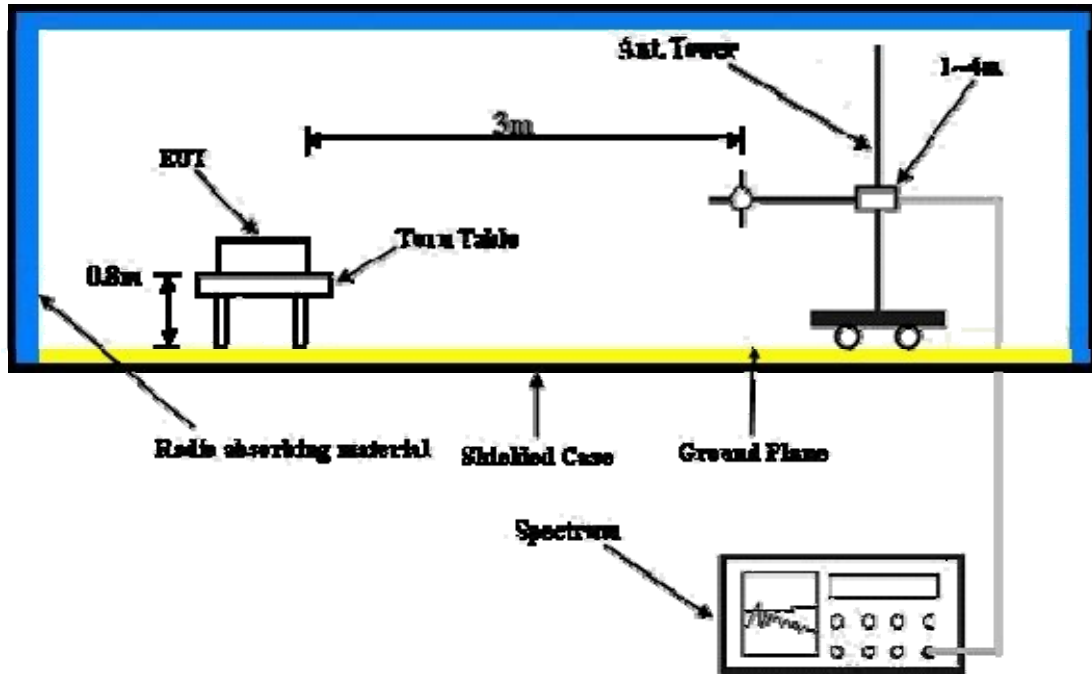 Ant. Tower
1~4m
3m
EUT
Turn Table
0.8m
Radio absorbing material
Shielded Case
Ground Plane
Spectrum